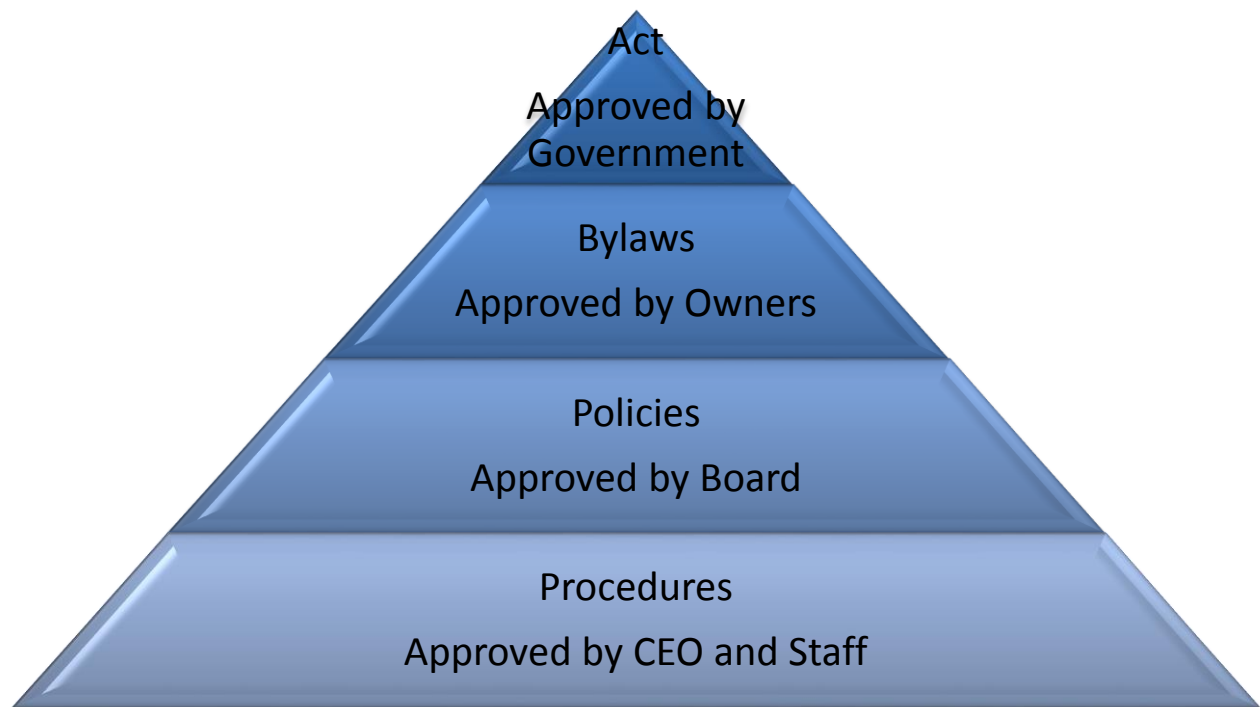 Act
Approved by
Government
Bylaws
Approved by Owners
Policies
Approved by Board
Procedures
Approved by CEO and Staff